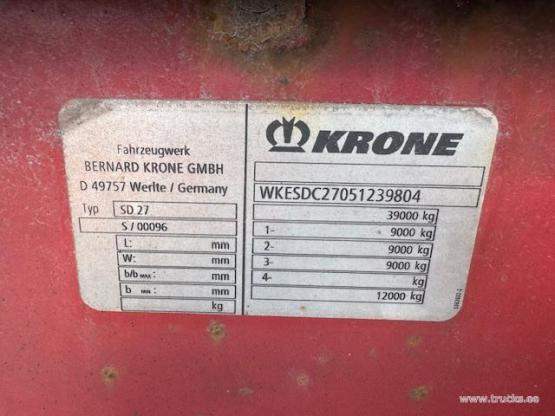 Fahrzeugwerk
BERNARD KRONE GMBH
D 49757 Werlte / Germany
Typ SD 27
S / 00096
L: mm
W: mm
b/b MAX: mm
b MIN: mm
kg
KRONE
WKESDC27051239804
39000 kg
1- 9000 kg
2- 9000 kg
3- 9000 kg
4- kg
12000 kg
www.trucks.ee